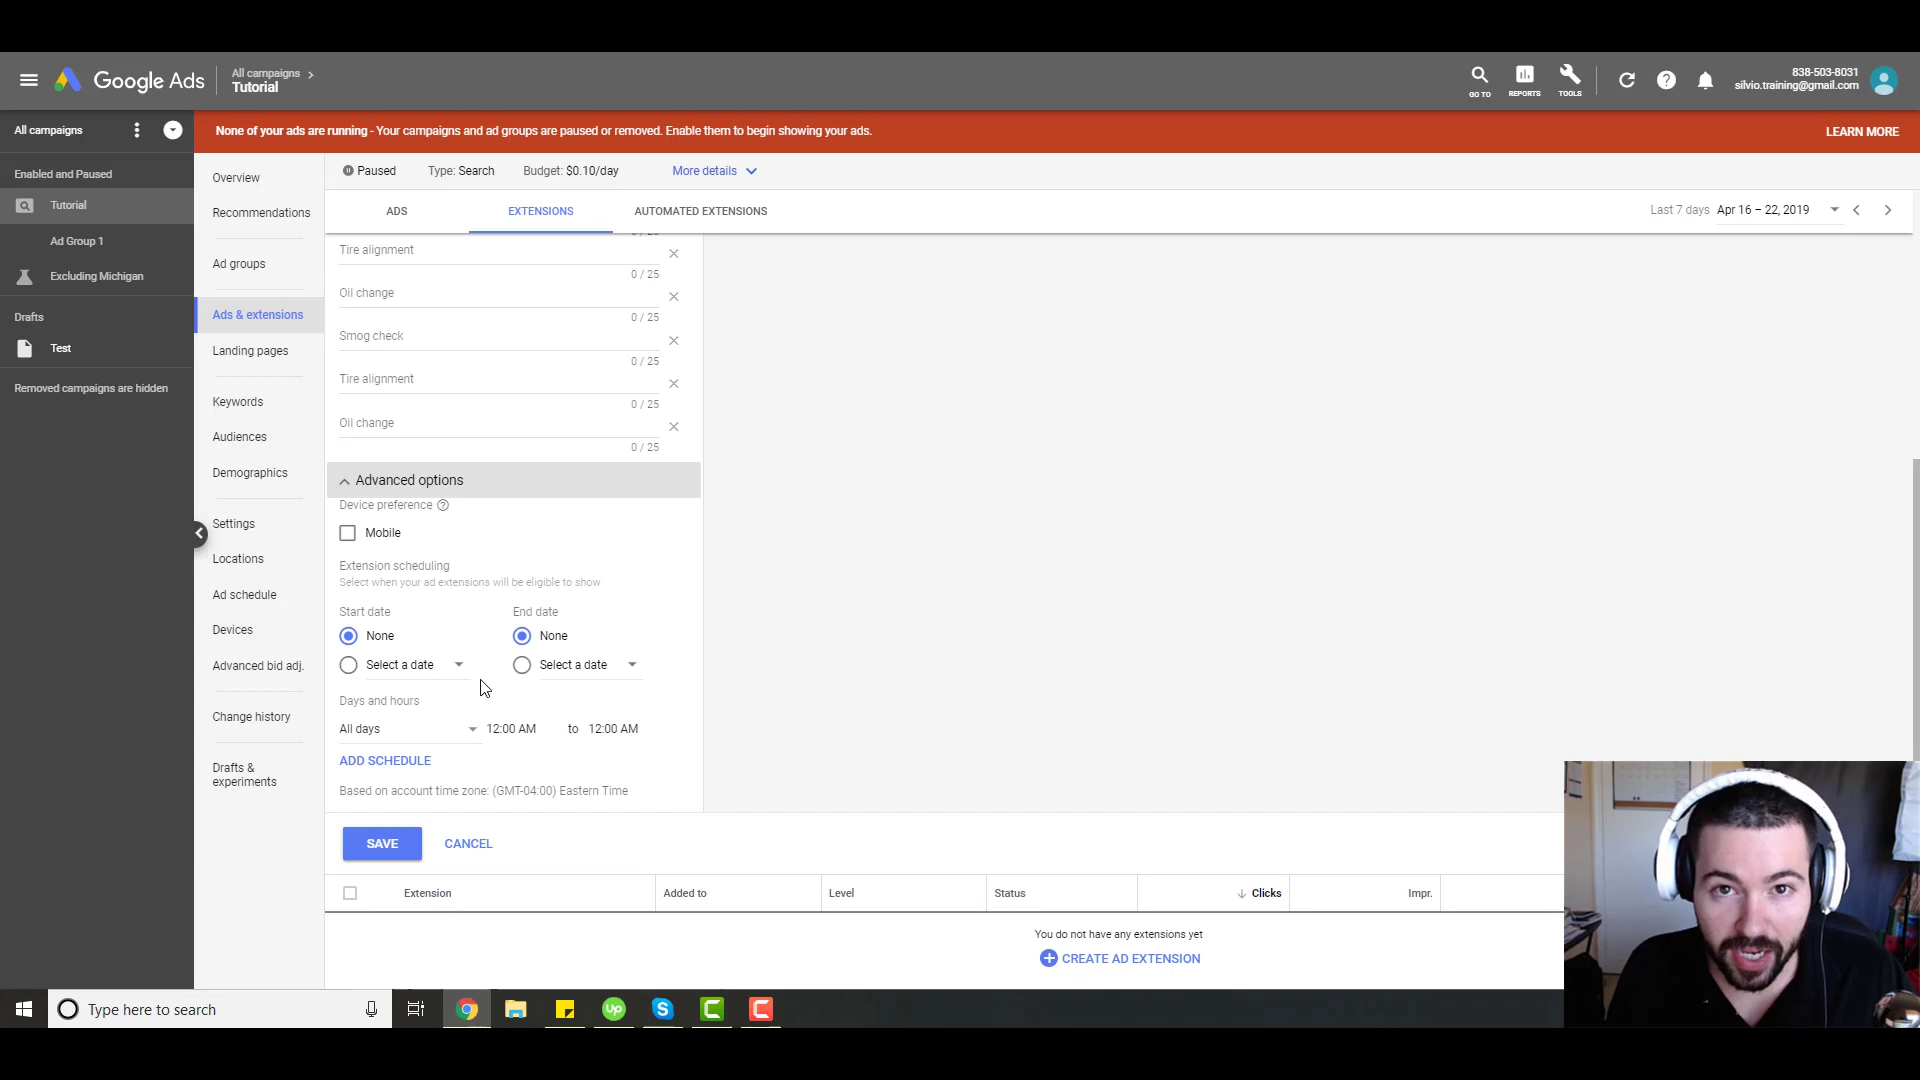 Google Ads
All campaigns
Tutorial
GO TO
REPORTS
TOOLS
838-503-8031
silvio.training@gmail.com
All campaigns
None of your ads are running - Your campaigns and ad groups are paused or removed. Enable them to begin showing your ads.
LEARN MORE
Enabled and Paused
Tutorial
Ad Group 1
Excluding Michigan
Drafts
Test
Removed campaigns are hidden
Overview
Recommendations
Ad groups
Ads & extensions
Landing pages
Keywords
Audiences
Demographics
Settings
Locations
Ad schedule
Devices
Advanced bid adj.
Change history
Drafts &
experiments
Paused
Type: Search
Budget: $0.10/day
More details
ADS
EXTENSIONS
AUTOMATED EXTENSIONS
Last 7 days
Apr 16 – 22, 2019
Tire alignment
0 / 25
Oil change
0 / 25
Smog check
0 / 25
Tire alignment
0 / 25
Oil change
0 / 25
Advanced options
Device preference
Mobile
Extension scheduling
Select when your ad extensions will be eligible to show
Start date
End date
None
None
Select a date
Select a date
Days and hours
All days
12:00 AM
to
12:00 AM
ADD SCHEDULE
Based on account time zone: (GMT-04:00) Eastern Time
SAVE
CANCEL
Extension
Added to
Level
Status
Clicks
Impr.
You do not have any extensions yet
CREATE AD EXTENSION
Type here to search
Up